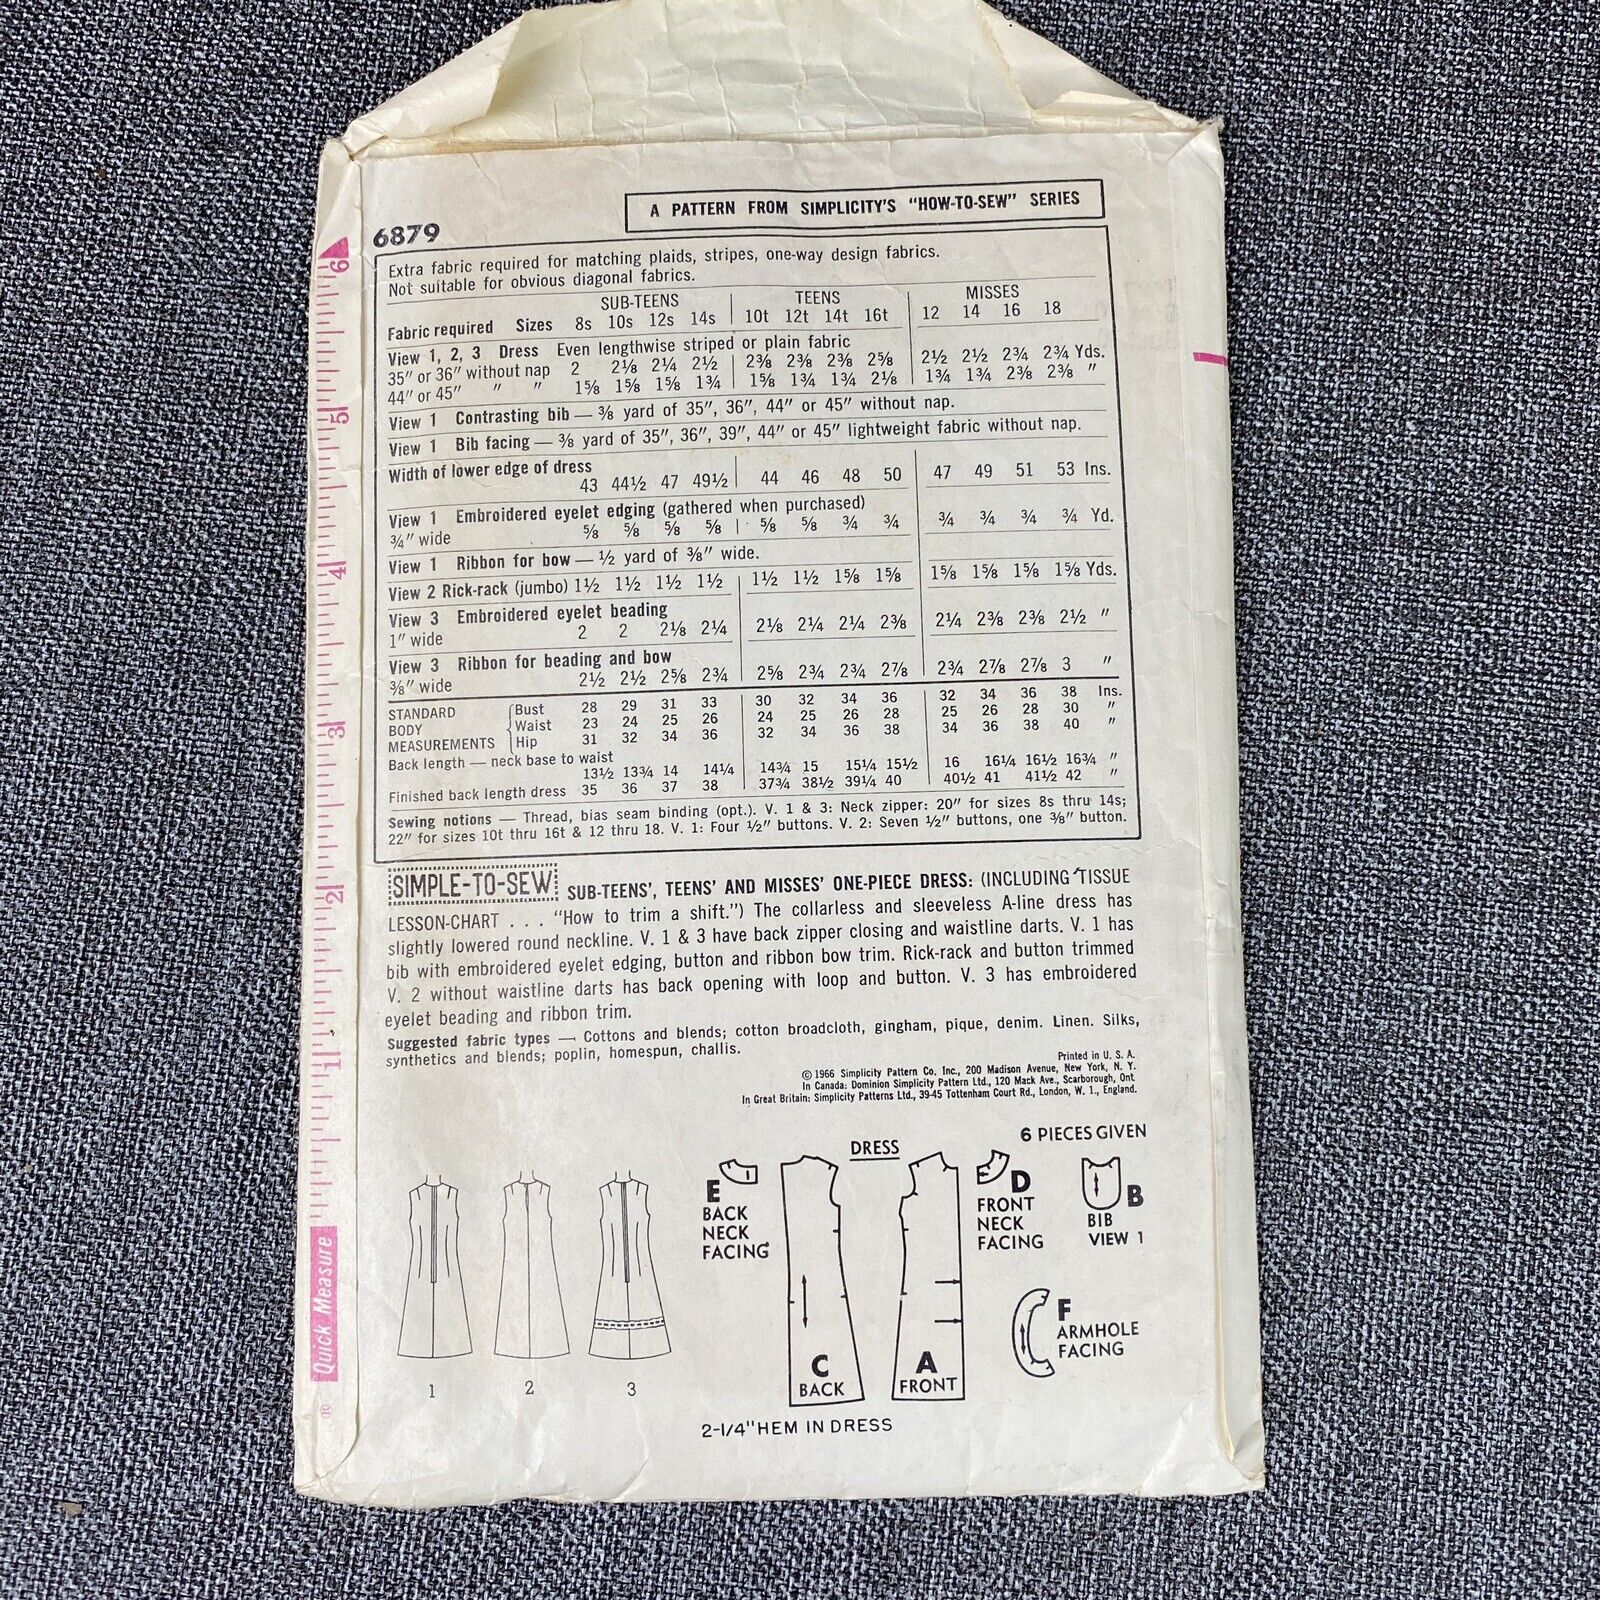 A PATTERN FROM SIMPLICITY'S "HOW-TO-SEW" SERIES
6879
Extra fabric required for matching plaids, stripes, one-way design fabrics.
Not suitable for obvious diagonal fabrics.
SUB-TEENS TEENS MISSES
Fabric required Sizes 8s 10s 12s 14s 10t 12t 14t 16t 12 14 16 18
View 1, 2, 3 Dress Even lengthwise striped or plain fabric
35" or 36" without nap 2 2⅛ 2¼ 2½ 2⅜ 2⅜ 2⅜ 2⅝ 2½ 2½ 2¾ 2¾ Yds.
44" or 45" " " 1⅝ 1⅝ 1⅝ 1¾ 1⅝ 1¾ 1¾ 2⅛ 1¾ 1¾ 2⅜ 2⅜ "
View 1 Contrasting bib — ⅜ yard of 35", 36", 44" or 45" without nap.
View 1 Bib facing — ⅜ yard of 35", 36", 39", 44" or 45" lightweight fabric without nap.
Width of lower edge of dress
43 44½ 47 49½ 44 46 48 50 47 49 51 53 Ins.
View 1 Embroidered eyelet edging (gathered when purchased)
¾" wide ⅝ ⅝ ⅝ ⅝ ⅝ ⅝ ¾ ¾ ¾ ¾ ¾ ¾ Yd.
View 1 Ribbon for bow — ½ yard of ⅜" wide.
View 2 Rick-rack (jumbo) 1½ 1½ 1½ 1½ 1½ 1½ 1⅝ 1⅝ 1⅝ 1⅝ 1⅝ 1⅝ Yds.
View 3 Embroidered eyelet beading
1" wide 2 2 2⅛ 2¼ 2⅛ 2¼ 2¼ 2⅜ 2¼ 2⅜ 2⅜ 2½ "
View 3 Ribbon for beading and bow
⅜" wide 2½ 2½ 2⅝ 2¾ 2⅝ 2¾ 2¾ 2⅞ 2¾ 2⅞ 2⅞ 3 "
STANDARD Bust 28 29 31 33 30 32 34 36 32 34 36 38 Ins.
BODY Waist 23 24 25 26 24 25 26 28 25 26 28 30 "
MEASUREMENTS Hip 31 32 34 36 32 34 36 38 34 36 38 40 "
Back length — neck base to waist
13½ 13¾ 14 14¼ 14¾ 15 15¼ 15½ 16 16¼ 16½ 16¾ "
Finished back length dress 35 36 37 38 37¾ 38½ 39¼ 40 40½ 41 41½ 42 "
Sewing notions — Thread, bias seam binding (opt.). V. 1 & 3: Neck zipper: 20" for sizes 8s thru 14s;
22" for sizes 10t thru 16t & 12 thru 18. V. 1: Four ½" buttons. V. 2: Seven ½" buttons, one ⅜" button.
SIMPLE-TO-SEW SUB-TEENS', TEENS' AND MISSES' ONE-PIECE DRESS: (INCLUDING TISSUE
LESSON-CHART . . . "How to trim a shift.") The collarless and sleeveless A-line dress has
slightly lowered round neckline. V. 1 & 3 have back zipper closing and waistline darts. V. 1 has
bib with embroidered eyelet edging, button and ribbon bow trim. Rick-rack and button trimmed
V. 2 without waistline darts has back opening with loop and button. V. 3 has embroidered
eyelet beading and ribbon trim.
Suggested fabric types — Cottons and blends; cotton broadcloth, gingham, pique, denim. Linen. Silks,
synthetics and blends; poplin, homespun, challis.
Printed in U. S. A.
© 1966 Simplicity Pattern Co. Inc., 200 Madison Avenue, New York, N. Y.
In Canada: Dominion Simplicity Pattern Ltd., 120 Mack Ave., Scarborough, Ont
In Great Britain: Simplicity Patterns Ltd., 39-45 Tottenham Court Rd., London, W. 1., England.
6 PIECES GIVEN
DRESS
E
BACK
NECK
FACING
C
BACK
A
FRONT
D
FRONT
NECK
FACING
B
BIB
VIEW 1
F
ARMHOLE
FACING
1 2 3
2-1/4" HEM IN DRESS
6
5
4
3
2
1
Quick Measure